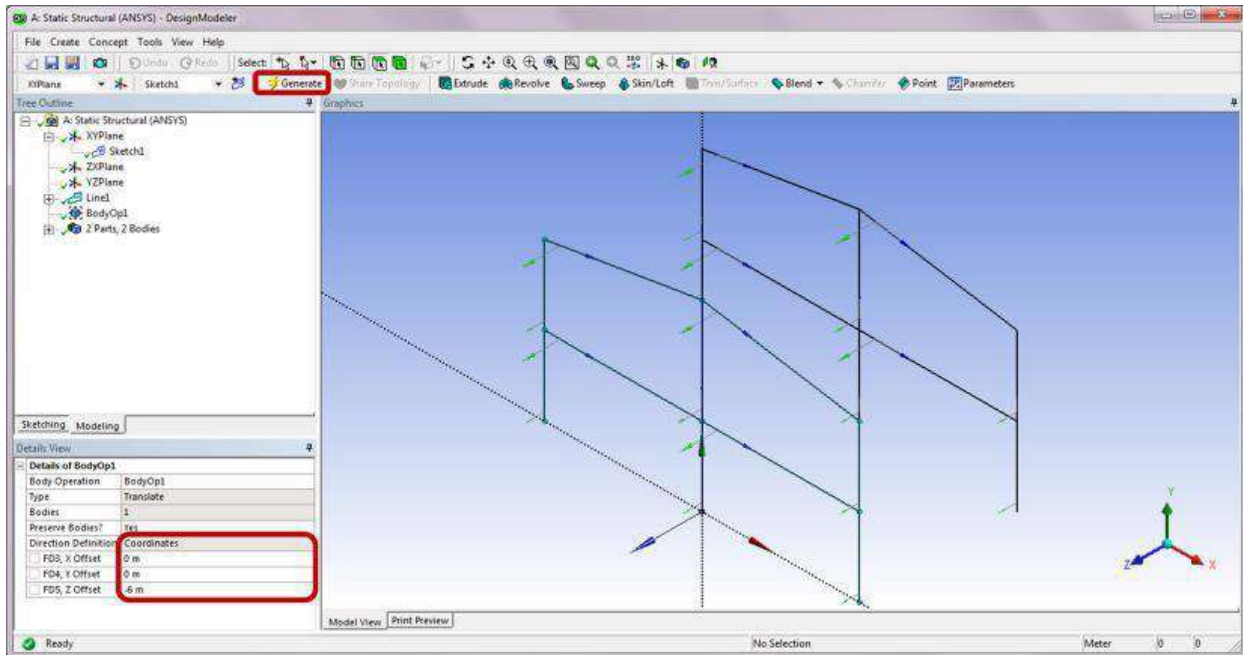 A: Static Structural (ANSYS) - DesignModeler
File Create Concept Tools View Help
Undo Redo Select:
XYPlane Sketch1 Generate Share Topology Extrude Revolve Sweep Skin/Loft Thin/Surface Blend Chamfer Point Parameters
Tree Outline
Graphics
A: Static Structural (ANSYS)
XYPlane
Sketch1
ZXPlane
YZPlane
Line1
BodyOp1
2 Parts, 2 Bodies
Sketching Modeling
Details View
Details of BodyOp1
Body Operation BodyOp1
Type Translate
Bodies 1
Preserve Bodies? Yes
Direction Definition Coordinates
FD3, X Offset 0 m
FD4, Y Offset 0 m
FD5, Z Offset -6 m
Y
Z
X
Model View Print Preview
Ready No Selection Meter 0 0